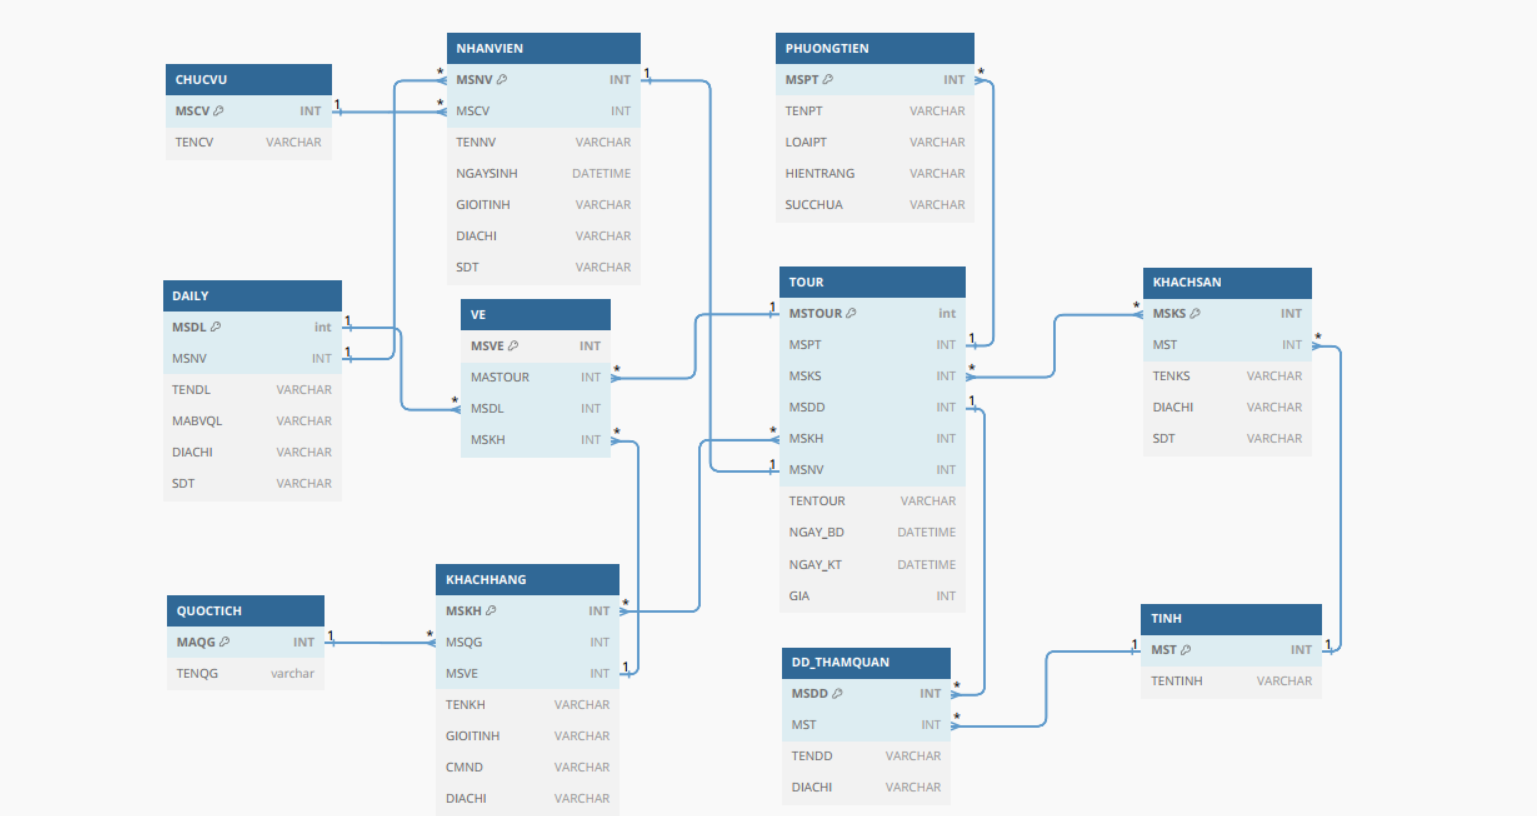 CHUCVU
MSCV INT
TENCV VARCHAR
1
*
NHANVIEN
MSNV INT
MSCV INT
TENNV VARCHAR
NGAYSINH DATETIME
GIOITINH VARCHAR
DIACHI VARCHAR
SDT VARCHAR
*
1
PHUONGTIEN
MSPT INT
TENPT VARCHAR
LOAIPT VARCHAR
HIENTRANG VARCHAR
SUCCHUA VARCHAR
*
DAILY
MSDL int
MSNV INT
TENDL VARCHAR
MABVQL VARCHAR
DIACHI VARCHAR
SDT VARCHAR
1
1
VE
MSVE INT
MASTOUR INT
MSDL INT
MSKH INT
*
*
*
TOUR
MSTOUR int
MSPT INT
MSKS INT
MSDD INT
MSKH INT
MSNV INT
TENTOUR VARCHAR
NGAY_BD DATETIME
NGAY_KT DATETIME
GIA INT
1
1
*
1
*
1
KHACHSAN
MSKS INT
MST INT
TENKS VARCHAR
DIACHI VARCHAR
SDT VARCHAR
*
*
QUOCTICH
MAQG INT
TENQG varchar
1
*
KHACHHANG
MSKH INT
MSQG INT
MSVE INT
TENKH VARCHAR
GIOITINH VARCHAR
CMND VARCHAR
DIACHI VARCHAR
*
1
DD_THAMQUAN
MSDD INT
MST INT
TENDD VARCHAR
DIACHI VARCHAR
*
*
TINH
MST INT
TENTINH VARCHAR
1
1